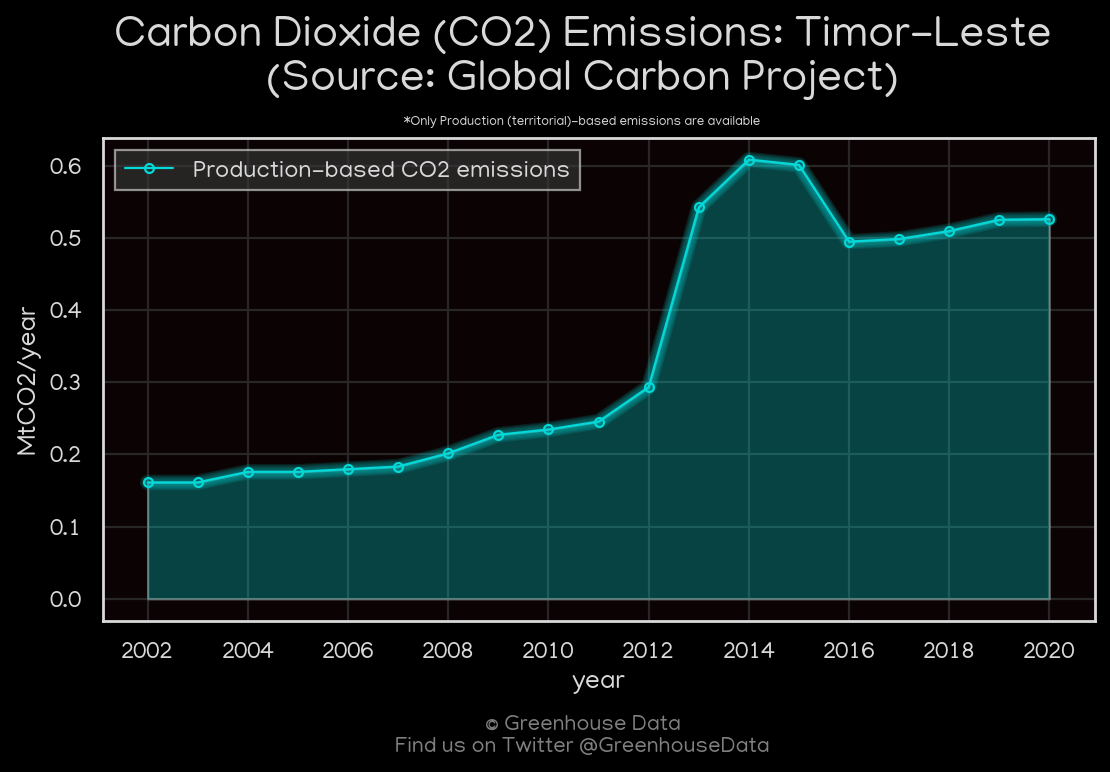 Carbon Dioxide (CO2) Emissions: Timor-Leste
(Source: Global Carbon Project)
*Only Production (territorial)-based emissions are available
Production-based CO2 emissions
0.6
0.5
0.4
0.3
0.2
0.1
0.0
MtCO2/year
2002 2004 2006 2008 2010 2012 2014 2016 2018 2020
year
© Greenhouse Data
Find us on Twitter @GreenhouseData